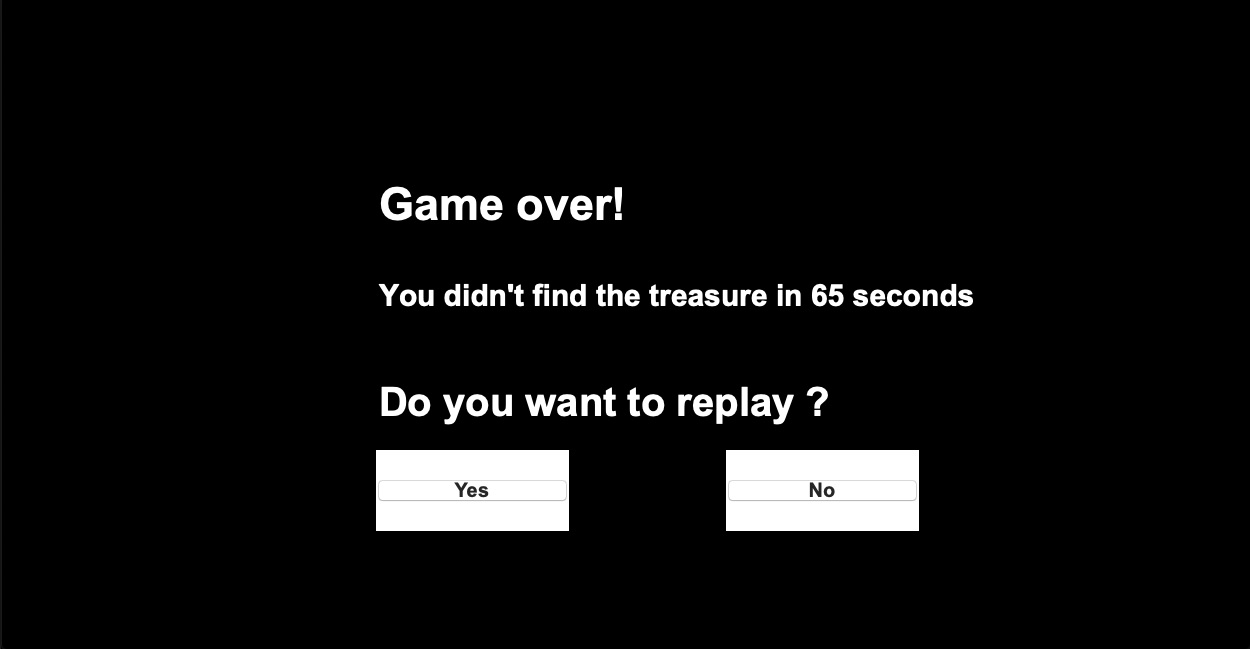 Game over!
You didn't find the treasure in 65 seconds
Do you want to replay ?
Yes
No